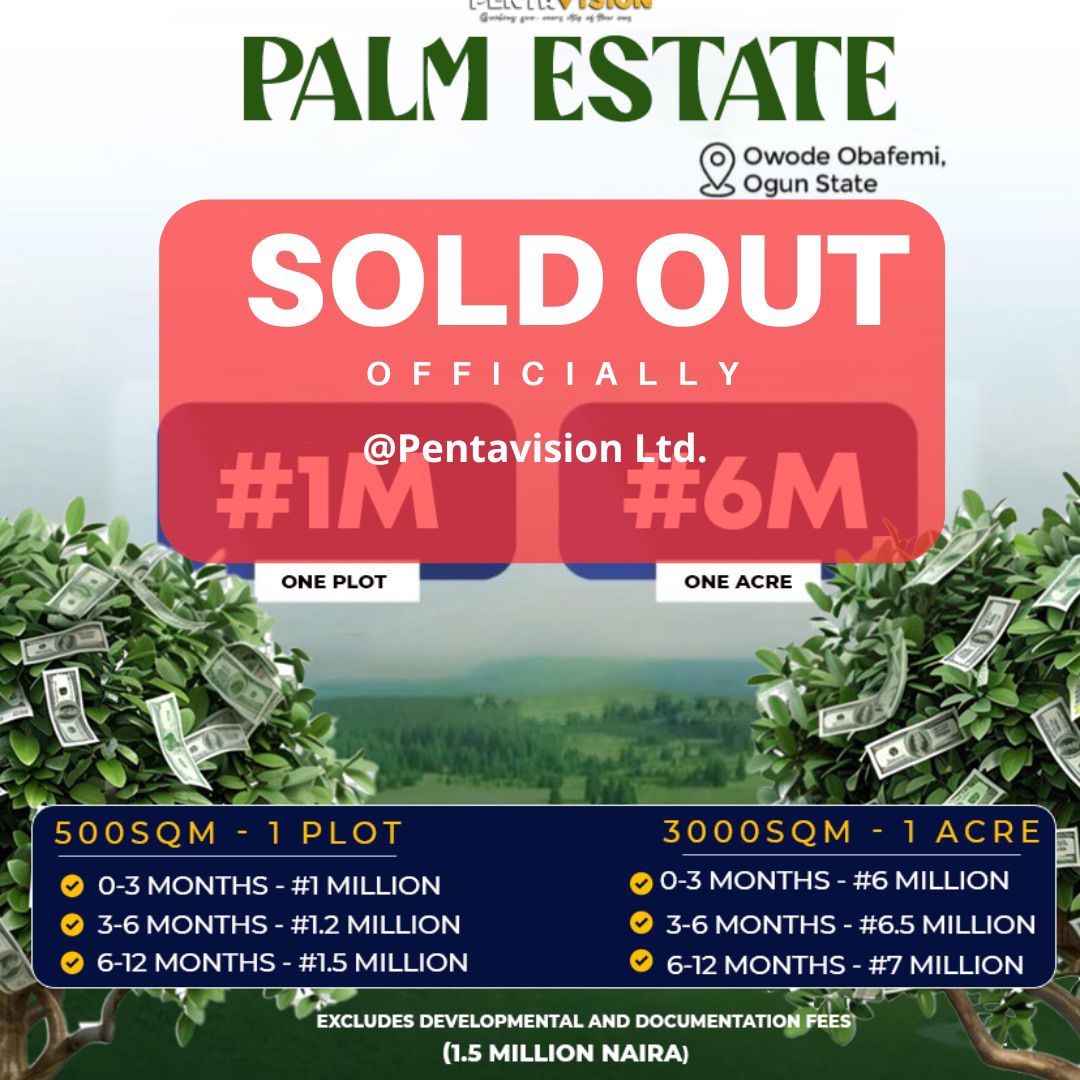 PENTAVISION
PALM ESTATE
Owode Obafemi,
Ogun State
SOLD OUT
OFFICIALLY
@Pentavision Ltd.
#1M
#6M
ONE PLOT
ONE ACRE
500SQM - 1 PLOT
0-3 MONTHS - #1 MILLION
3-6 MONTHS - #1.2 MILLION
6-12 MONTHS - #1.5 MILLION
3000SQM - 1 ACRE
0-3 MONTHS - #6 MILLION
3-6 MONTHS - #6.5 MILLION
6-12 MONTHS - #7 MILLION
EXCLUDES DEVELOPMENTAL AND DOCUMENTATION FEES
(1.5 MILLION NAIRA)